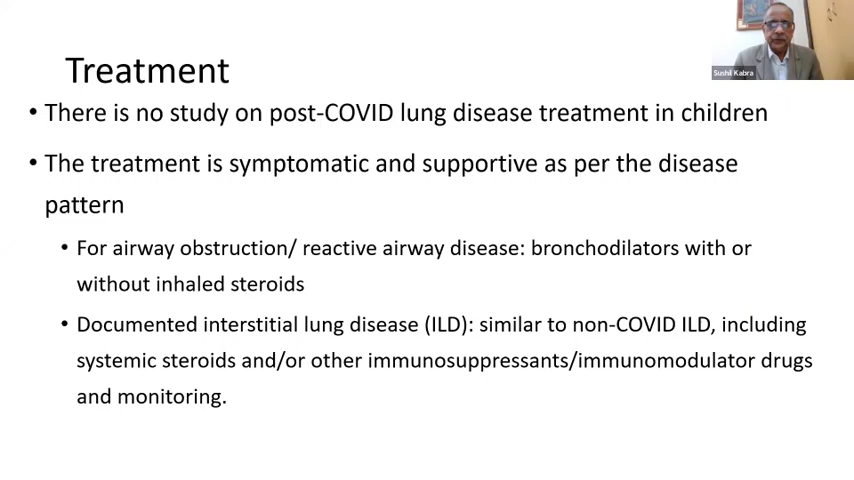 Sushil Kabra
Treatment
• There is no study on post-COVID lung disease treatment in children
• The treatment is symptomatic and supportive as per the disease
pattern
• For airway obstruction/ reactive airway disease: bronchodilators with or
without inhaled steroids
• Documented interstitial lung disease (ILD): similar to non-COVID ILD, including
systemic steroids and/or other immunosuppressants/immunomodulator drugs
and monitoring.